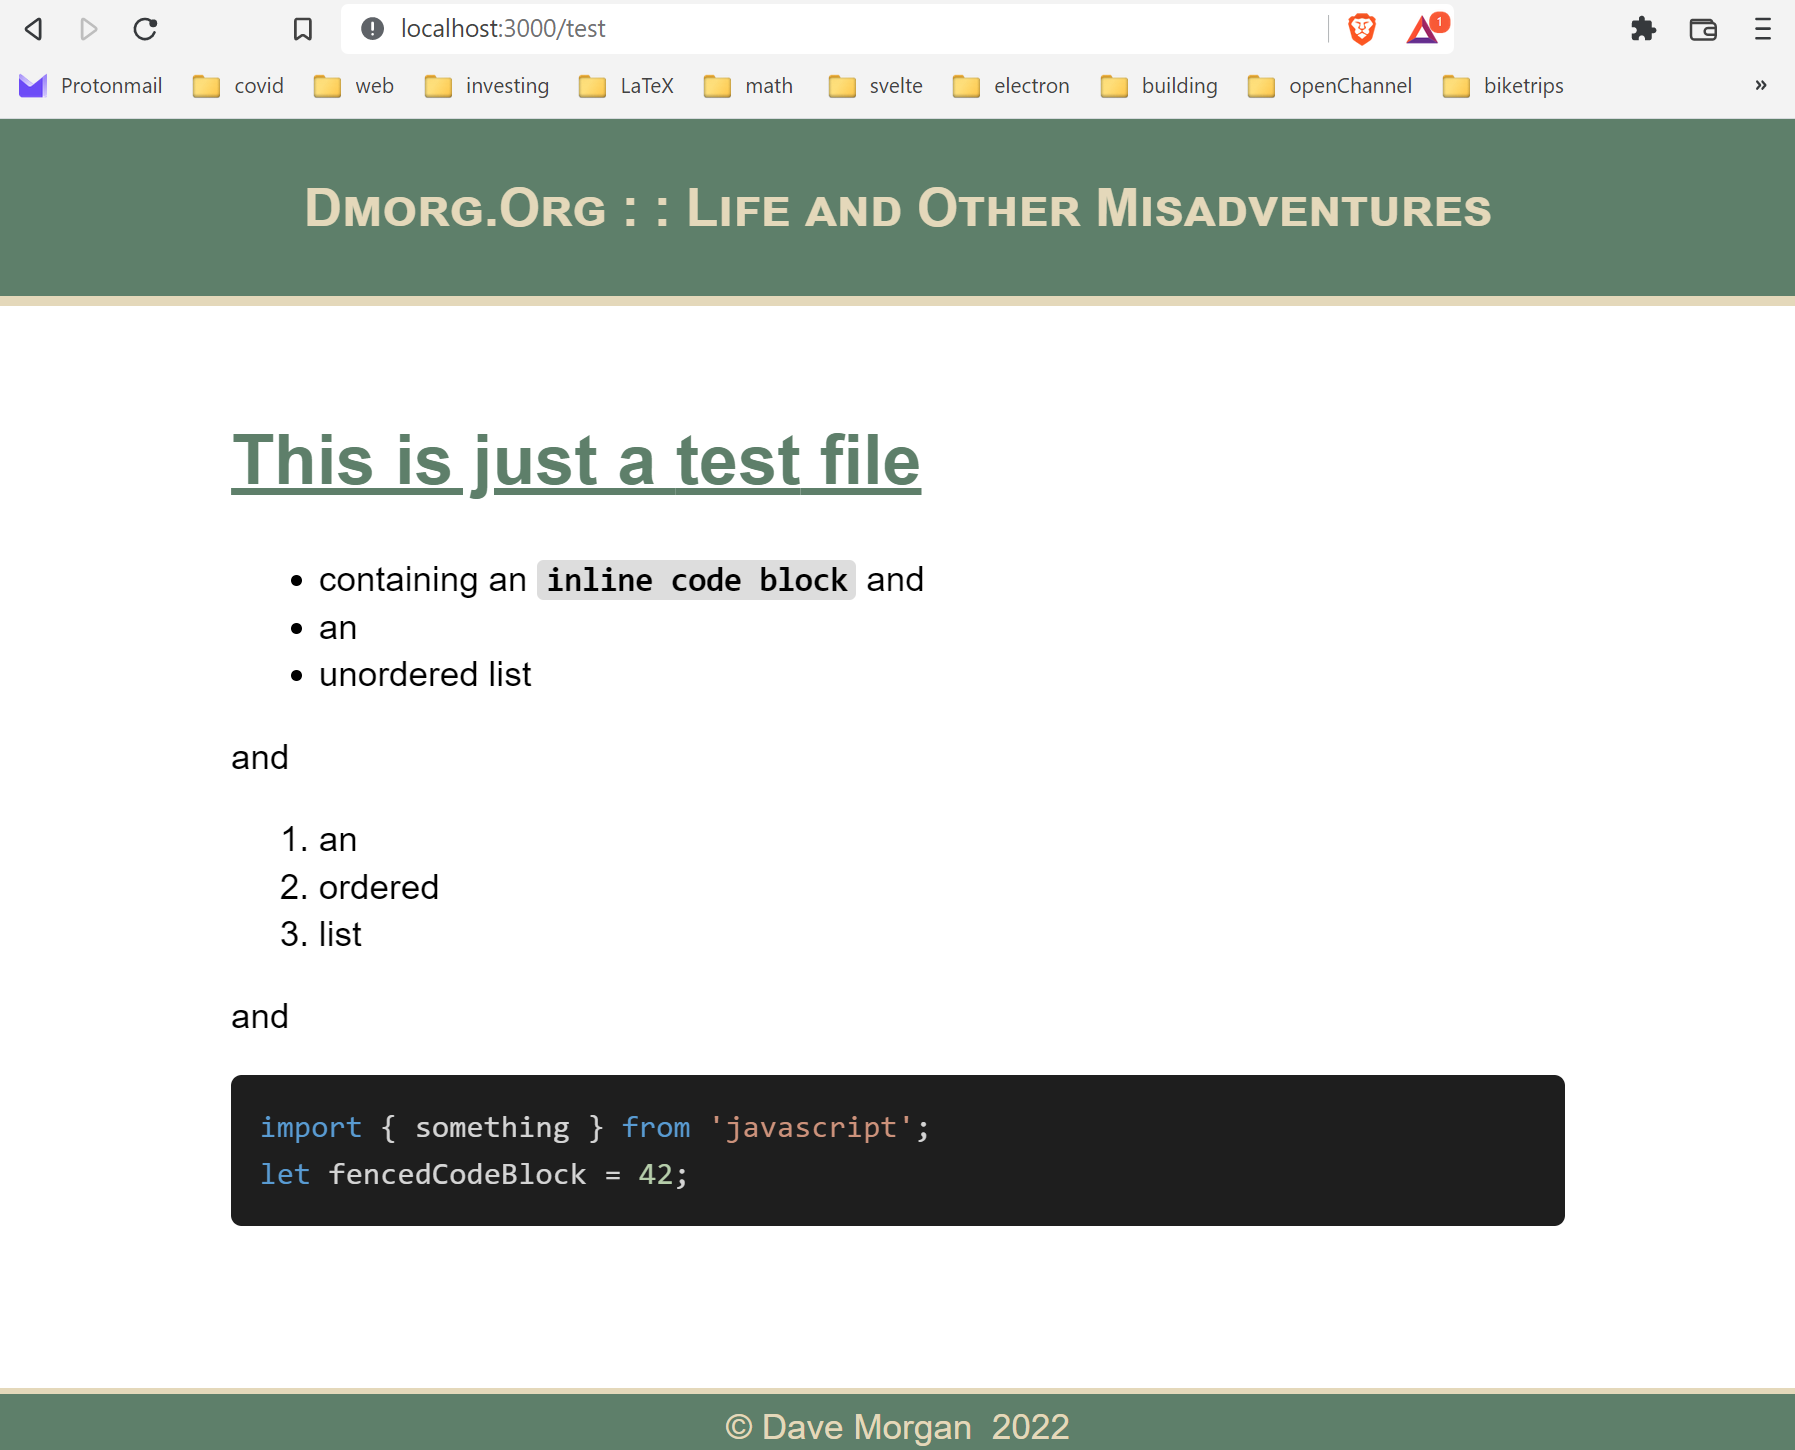 localhost:3000/test
1
Protonmail covid web investing LaTeX math svelte electron building openChannel biketrips »
Dmorg.Org : : Life and Other Misadventures
This is just a test file
• containing an inline code block and
• an
• unordered list
and
1. an
2. ordered
3. list
and
import { something } from 'javascript';
let fencedCodeBlock = 42;
© Dave Morgan 2022